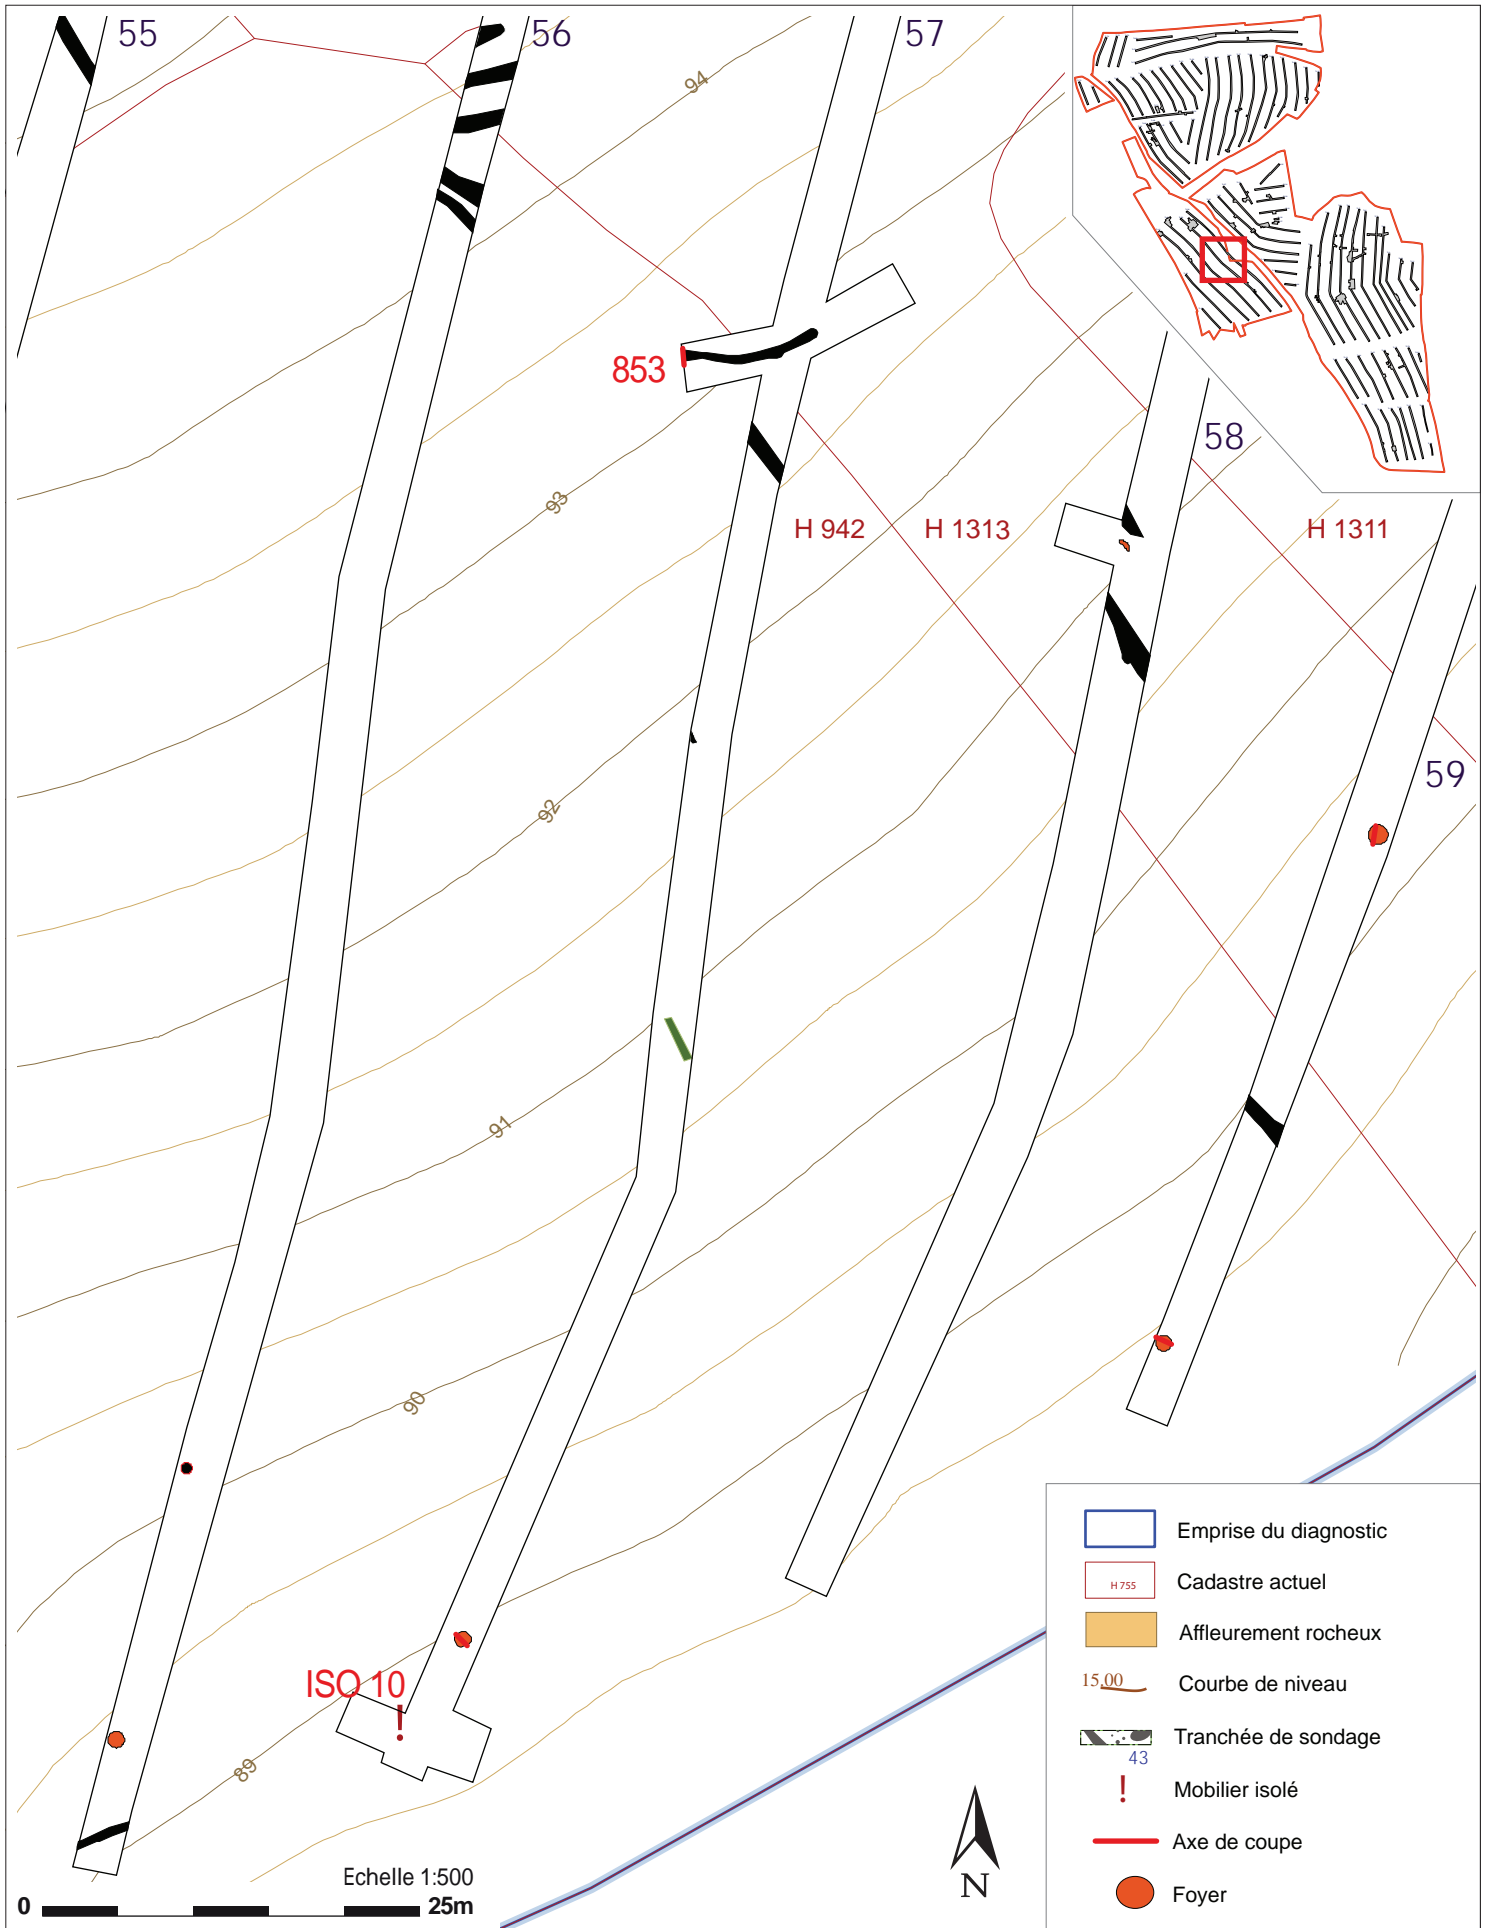 55
56
57
94
853
58
93
H 942
H 1313
H 1311
59
92
91
90
ISO 10
89
Emprise du diagnostic
H 755
Cadastre actuel
Affleurement rocheux
15,00
Courbe de niveau
Tranchée de sondage
43
Mobilier isolé
Axe de coupe
Foyer
N
Echelle 1:500
0
25m